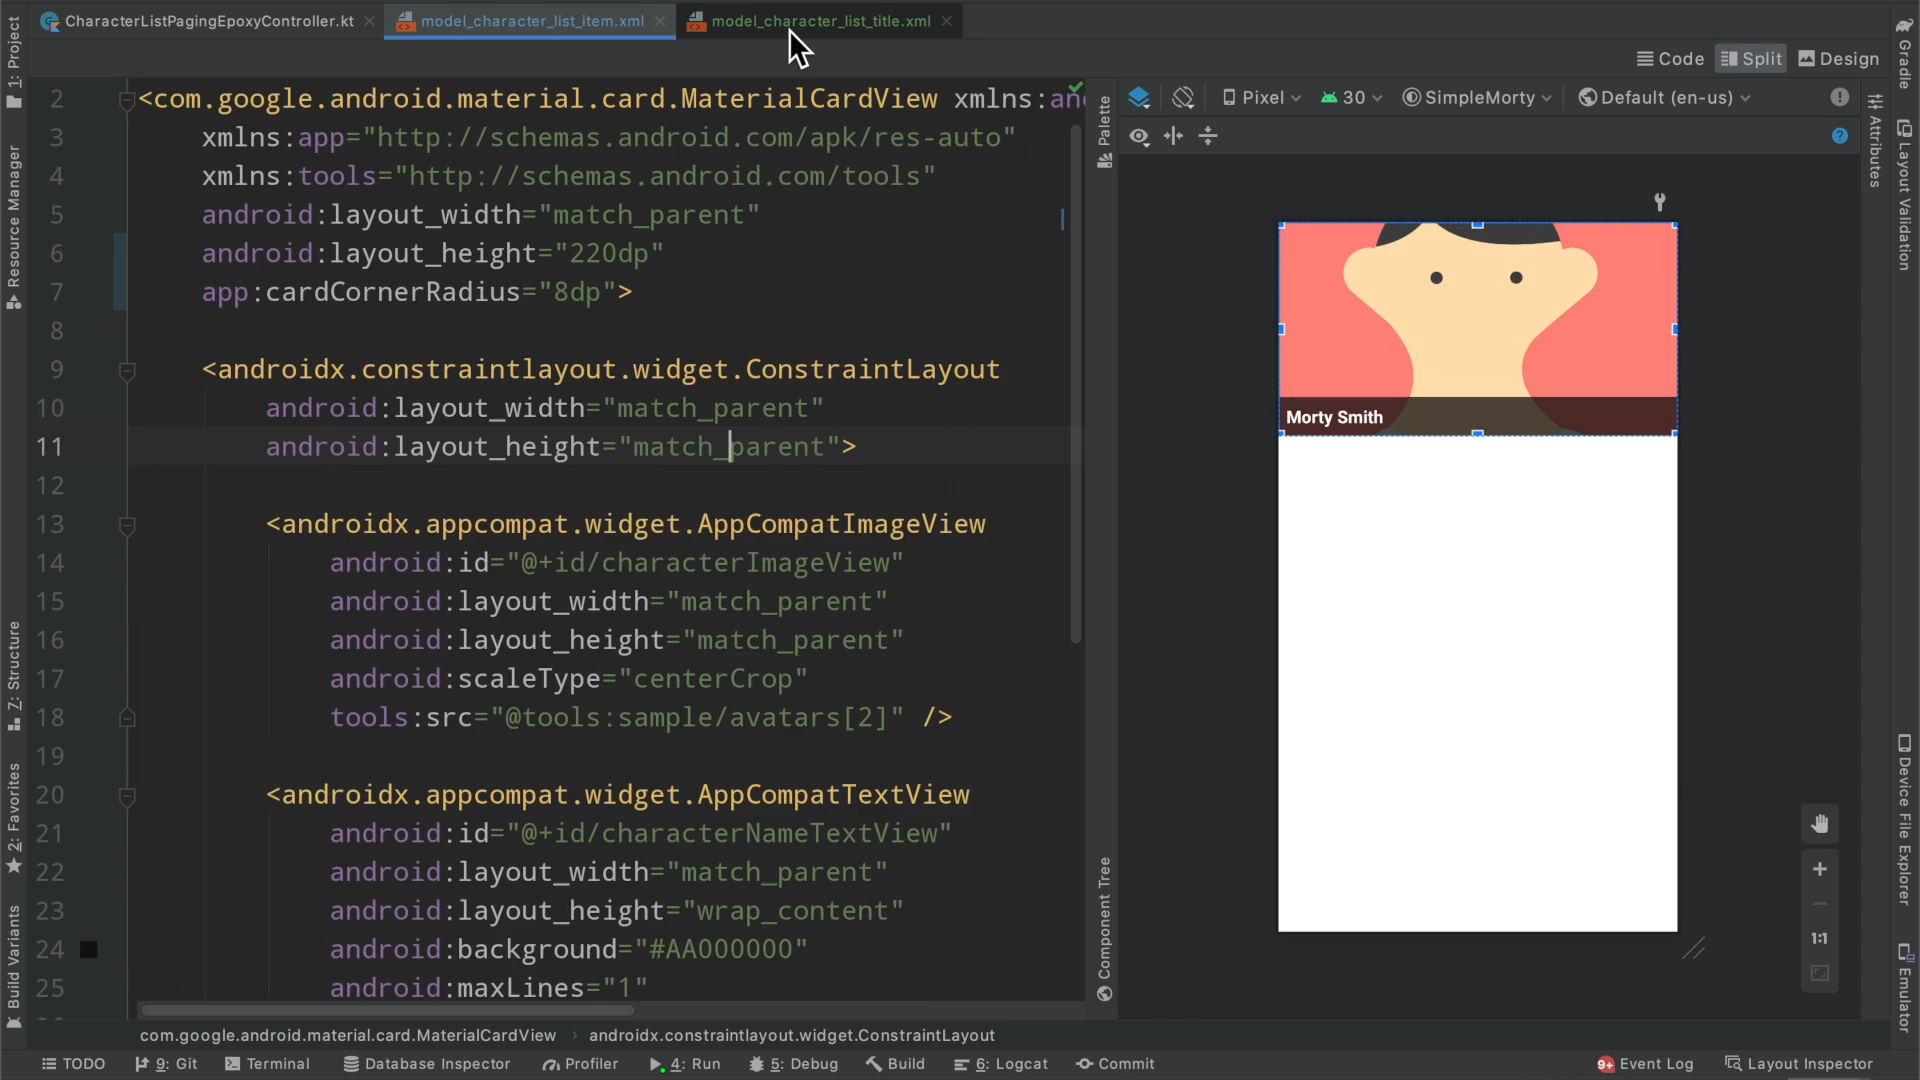 CharacterListPagingEpoxyController.kt
model_character_list_item.xml
model_character_list_title.xml
Code
Split
Design
1: Project
Resource Manager
Z: Structure
2: Favorites
Build Variants
2 <com.google.android.material.card.MaterialCardView xmlns:an
3 xmlns:app="http://schemas.android.com/apk/res-auto"
4 xmlns:tools="http://schemas.android.com/tools"
5 android:layout_width="match_parent"
6 android:layout_height="220dp"
7 app:cardCornerRadius="8dp">
8
9 <androidx.constraintlayout.widget.ConstraintLayout
10 android:layout_width="match_parent"
11 android:layout_height="match_parent">
12
13 <androidx.appcompat.widget.AppCompatImageView
14 android:id="@+id/characterImageView"
15 android:layout_width="match_parent"
16 android:layout_height="match_parent"
17 android:scaleType="centerCrop"
18 tools:src="@tools:sample/avatars[2]" />
19
20 <androidx.appcompat.widget.AppCompatTextView
21 android:id="@+id/characterNameTextView"
22 android:layout_width="match_parent"
23 android:layout_height="wrap_content"
24 android:background="#AA000000"
25 android:maxLines="1"
Palette
Component Tree
Pixel
30
SimpleMorty
Default (en-us)
Morty Smith
1:1
Attributes
Gradle
Layout Validation
Device File Explorer
Emulator
com.google.android.material.card.MaterialCardView
androidx.constraintlayout.widget.ConstraintLayout
TODO
9: Git
Terminal
Database Inspector
Profiler
4: Run
5: Debug
Build
6: Logcat
Commit
9+ Event Log
Layout Inspector